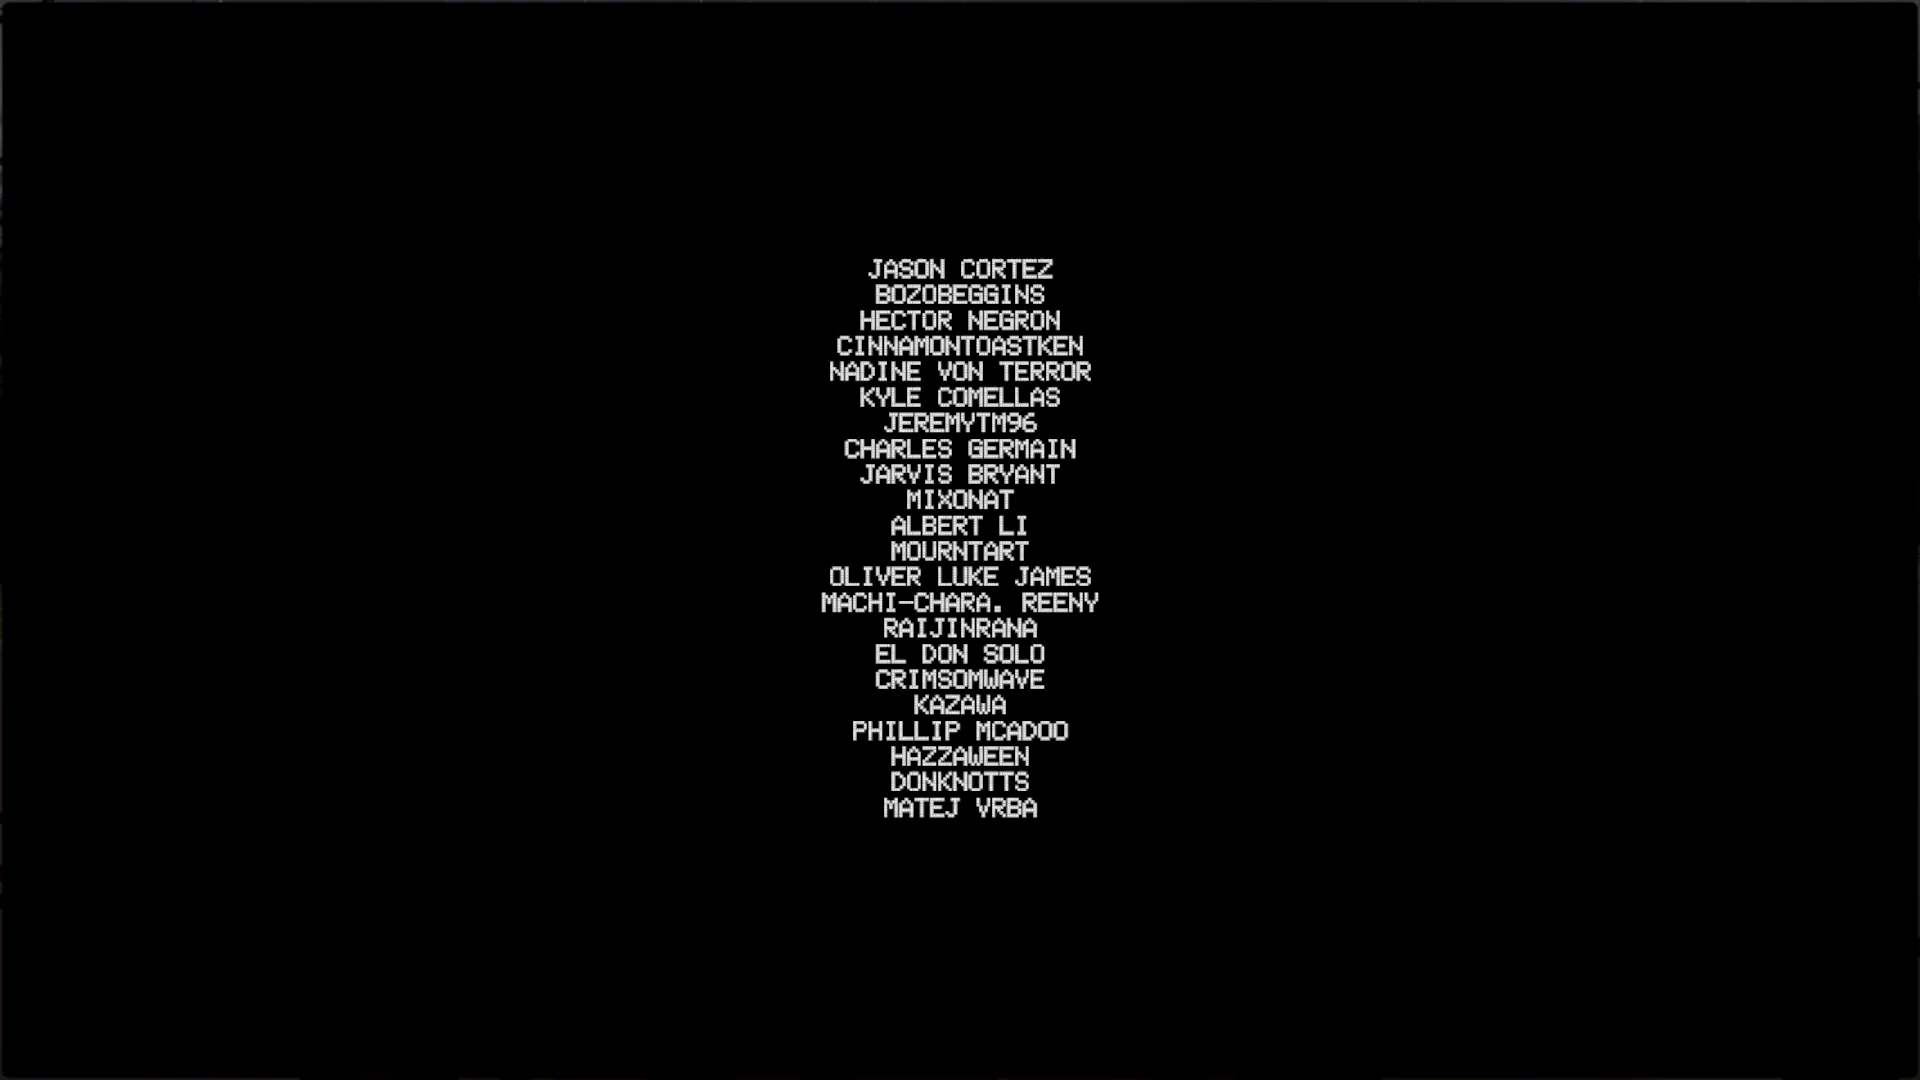 JASON CORTEZ
BOZOBEGGINS
HECTOR NEGRON
CINNAMONTOASTKEN
NADINE VON TERROR
KYLE COMELLAS
JEREMYTM96
CHARLES GERMAIN
JARVIS BRYANT
MIXONAT
ALBERT LI
MOURNTART
OLIVER LUKE JAMES
MACHI-CHARA. REENY
RAIJINRANA
EL DON SOLO
CRIMSOMWAVE
KAZAWA
PHILLIP MCADOO
HAZZAWEEN
DONKNOTTS
MATEJ VRBA